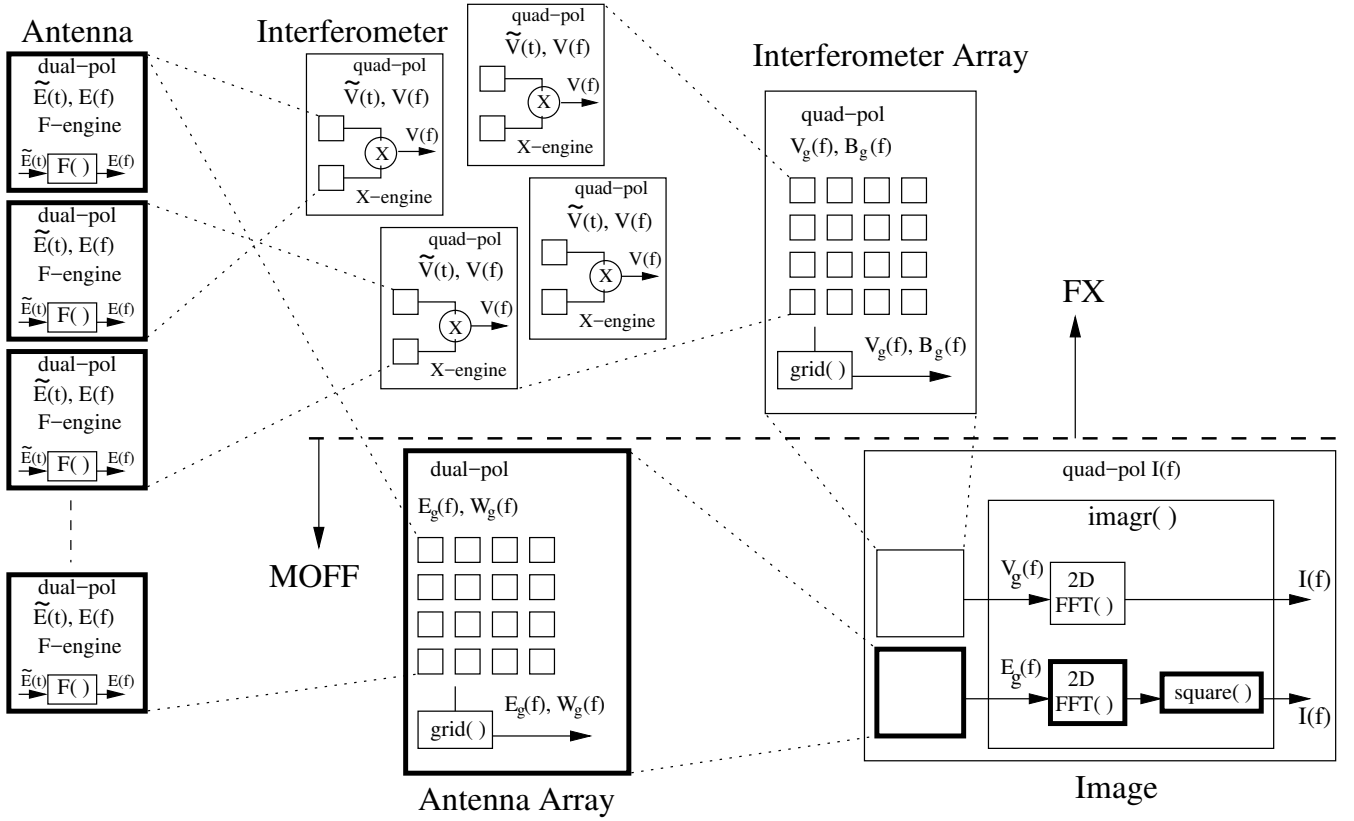 Antenna
dual−pol
Ẽ(t), E(f)
F−engine
Ẽ(t) F( ) E(f)
dual−pol
Ẽ(t), E(f)
F−engine
Ẽ(t) F( ) E(f)
dual−pol
Ẽ(t), E(f)
F−engine
Ẽ(t) F( ) E(f)
dual−pol
Ẽ(t), E(f)
F−engine
Ẽ(t) F( ) E(f)
Interferometer
quad−pol
Ṽ(t), V(f)
X V(f)
X−engine
quad−pol
Ṽ(t), V(f)
X V(f)
X−engine
quad−pol
Ṽ(t), V(f)
X V(f)
X−engine
quad−pol
Ṽ(t), V(f)
X V(f)
X−engine
Interferometer Array
quad−pol
V_g(f), B_g(f)
V_g(f), B_g(f)
grid( )
FX
MOFF
dual−pol
E_g(f), W_g(f)
E_g(f), W_g(f)
grid( )
Antenna Array
quad−pol I(f)
imagr( )
V_g(f) 2D FFT( ) I(f)
E_g(f) 2D FFT( ) square( ) I(f)
Image